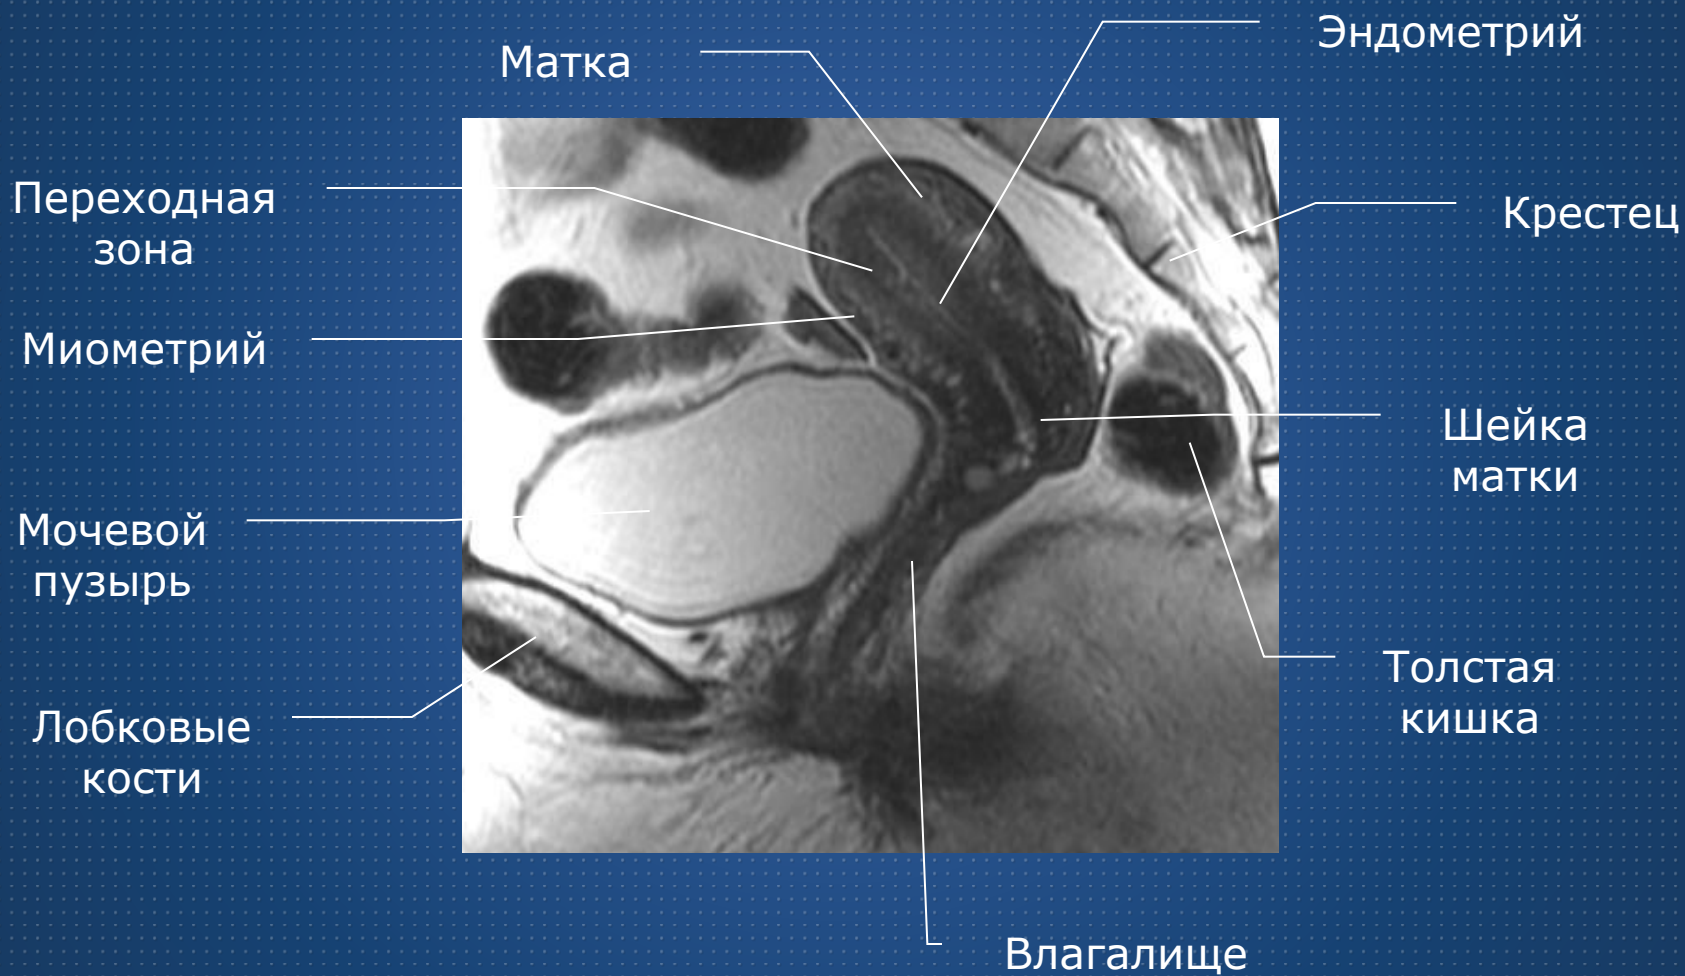 Эндометрий
Матка
Переходная
зона
Крестец
Миометрий
Шейка
матки
Мочевой
пузырь
Толстая
кишка
Лобковые
кости
Влагалище